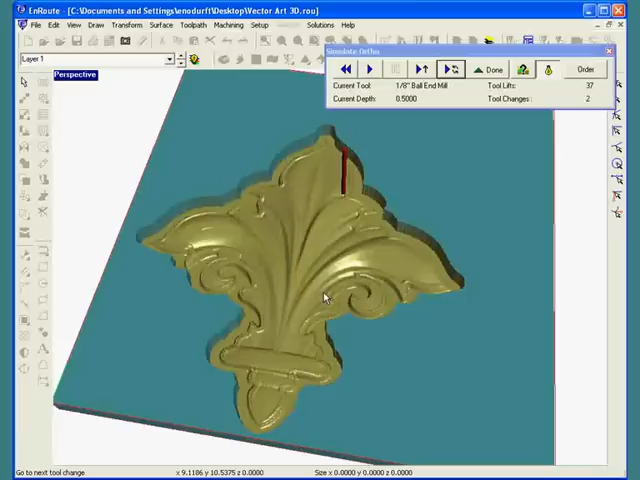 EnRoute - [C:\Documents and Settings\enodurft\Desktop\Vector Art 3D.rou]
File Edit View Draw Transform Surface Toolpath Machining Setup Solutions Help
Layer 1
Simulate Ortho
Done
Order
Current Tool: 1/8" Ball End Mill Tool Lifts: 37
Current Depth: 0.5000 Tool Changes: 2
Perspective
Go to next tool change x 9.1186 y 10.5375 z 0.0000 Size x 0.0000 y 0.0000 z 0.0000